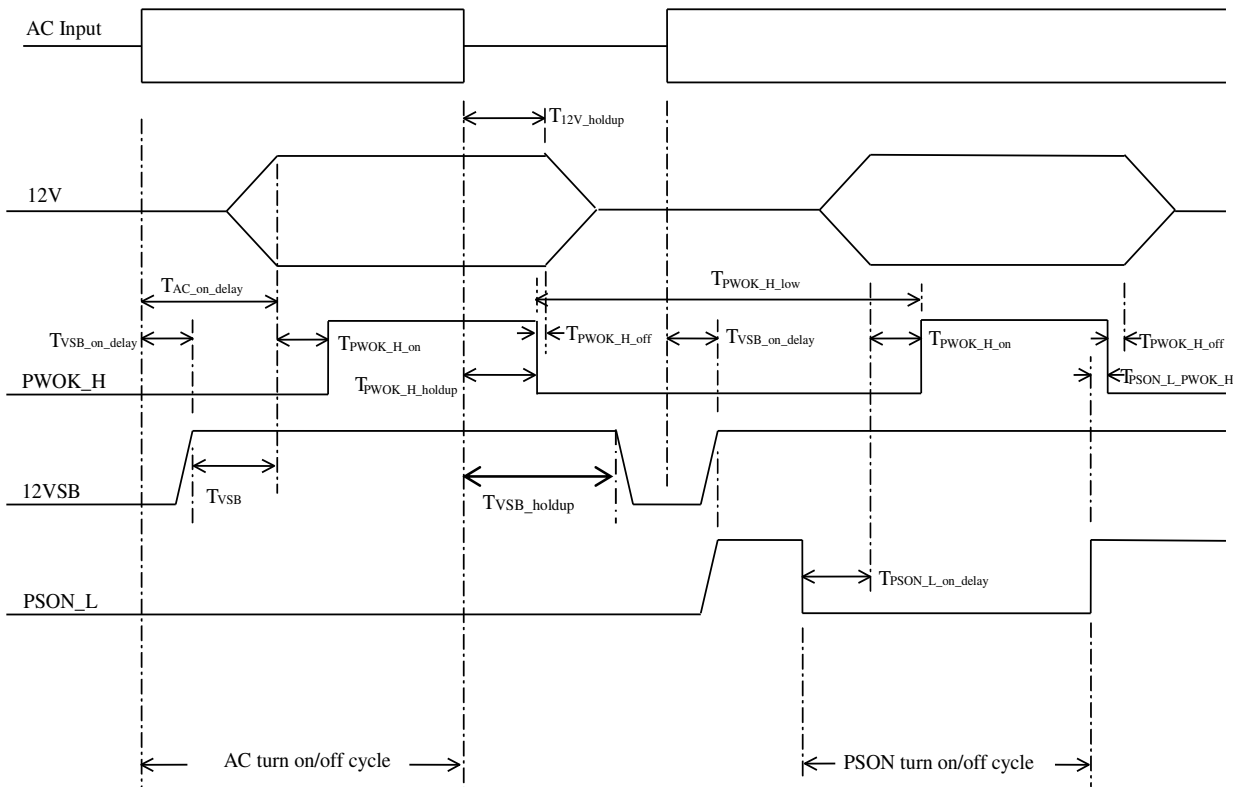 AC Input
T12V_holdup
12V
TAC_on_delay
TPWOK_H_low
TVSB_on_delay
TPWOK_H_on
TPWOK_H_off
TVSB_on_delay
TPWOK_H_on
TPWOK_H_off
PWOK_H
TPWOK_H_holdup
TPSON_L_PWOK_H
12VSB
TVSB
TVSB_holdup
TPSON_L_on_delay
PSON_L
AC turn on/off cycle
PSON turn on/off cycle